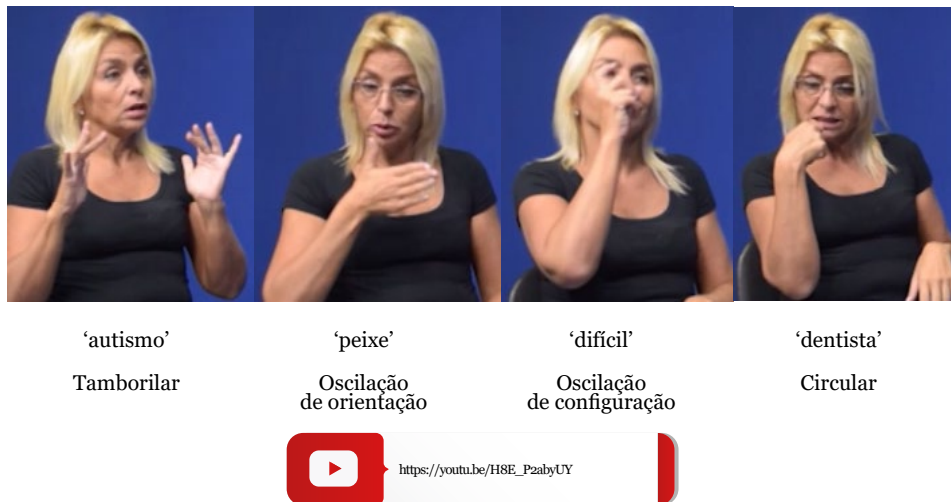 ‘autismo’
‘peixe’
‘difícil’
‘dentista’
Tamborilar
Oscilação
de orientação
Oscilação
de configuração
Circular
https://youtu.be/H8E_P2abyUY